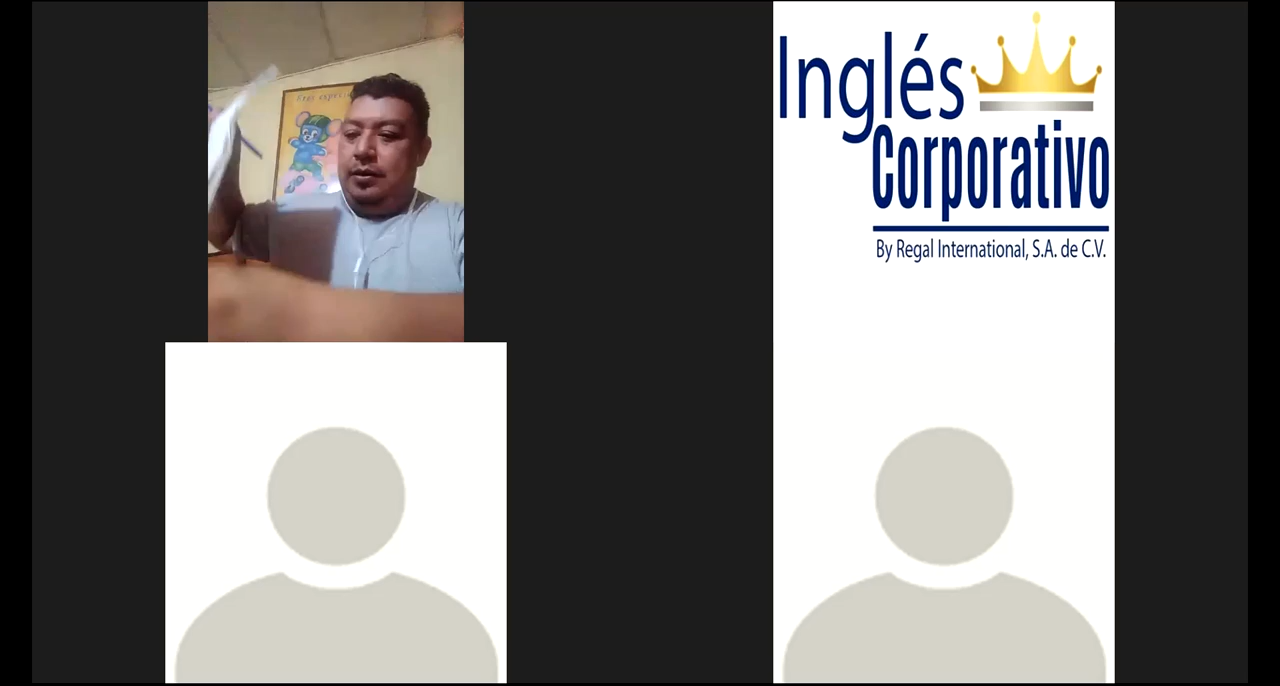 Inglés
Corporativo
By Regal International, S.A. de C.V.